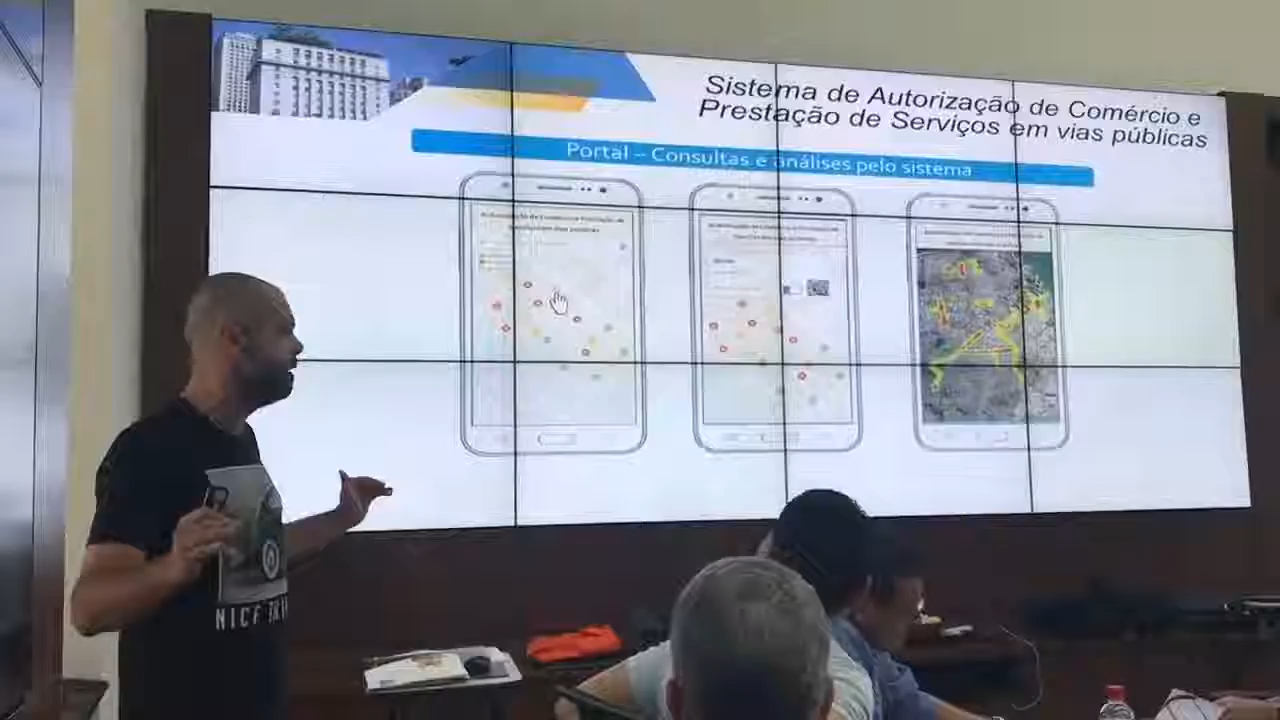 Sistema de Autorização de Comércio e
Prestação de Serviços em vias públicas
Portal – Consultas e análises pelo sistema
NICE